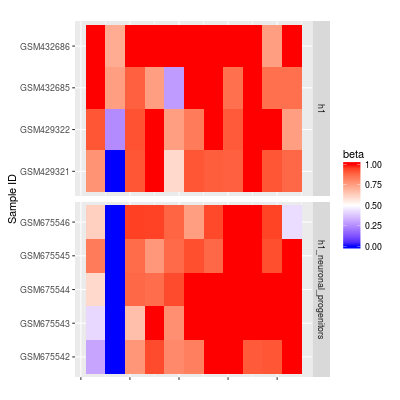 GSM432686
GSM432685
GSM429322
GSM429321
h1
GSM675546
GSM675545
GSM675544
GSM675543
GSM675542
h1_neuronal_progenitors
Sample ID
beta
1.00
0.75
0.50
0.25
0.00